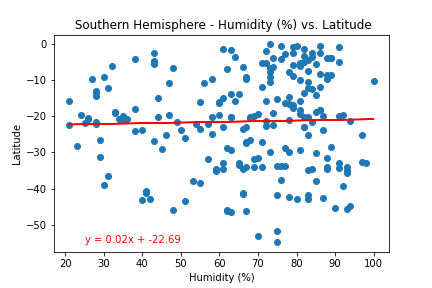 Southern Hemisphere - Humidity (%) vs. Latitude
0
−10
−20
−30
−40
−50
Latitude
y = 0.02x + -22.69
20 30 40 50 60 70 80 90 100
Humidity (%)